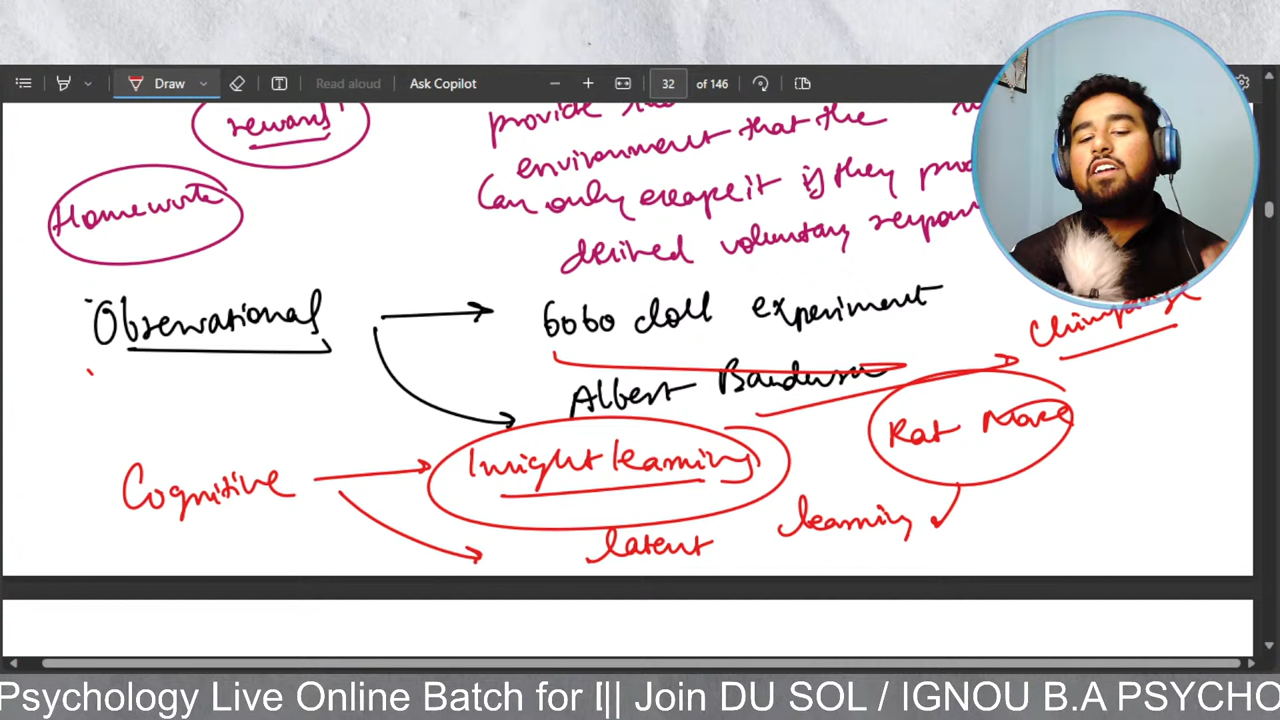 Draw
Read aloud
Ask Copilot
32
of 146
reward
provide
environment that the
Homework
Can only escape it if they
desired voluntary
Observational
bobo doll experiment
Chimpanze
Albert Bandura
Rat Maze
Cognitive
Insight learning
learning
latent
Psychology Live Online Batch for || Join DU SOL / IGNOU B.A PSYCHO